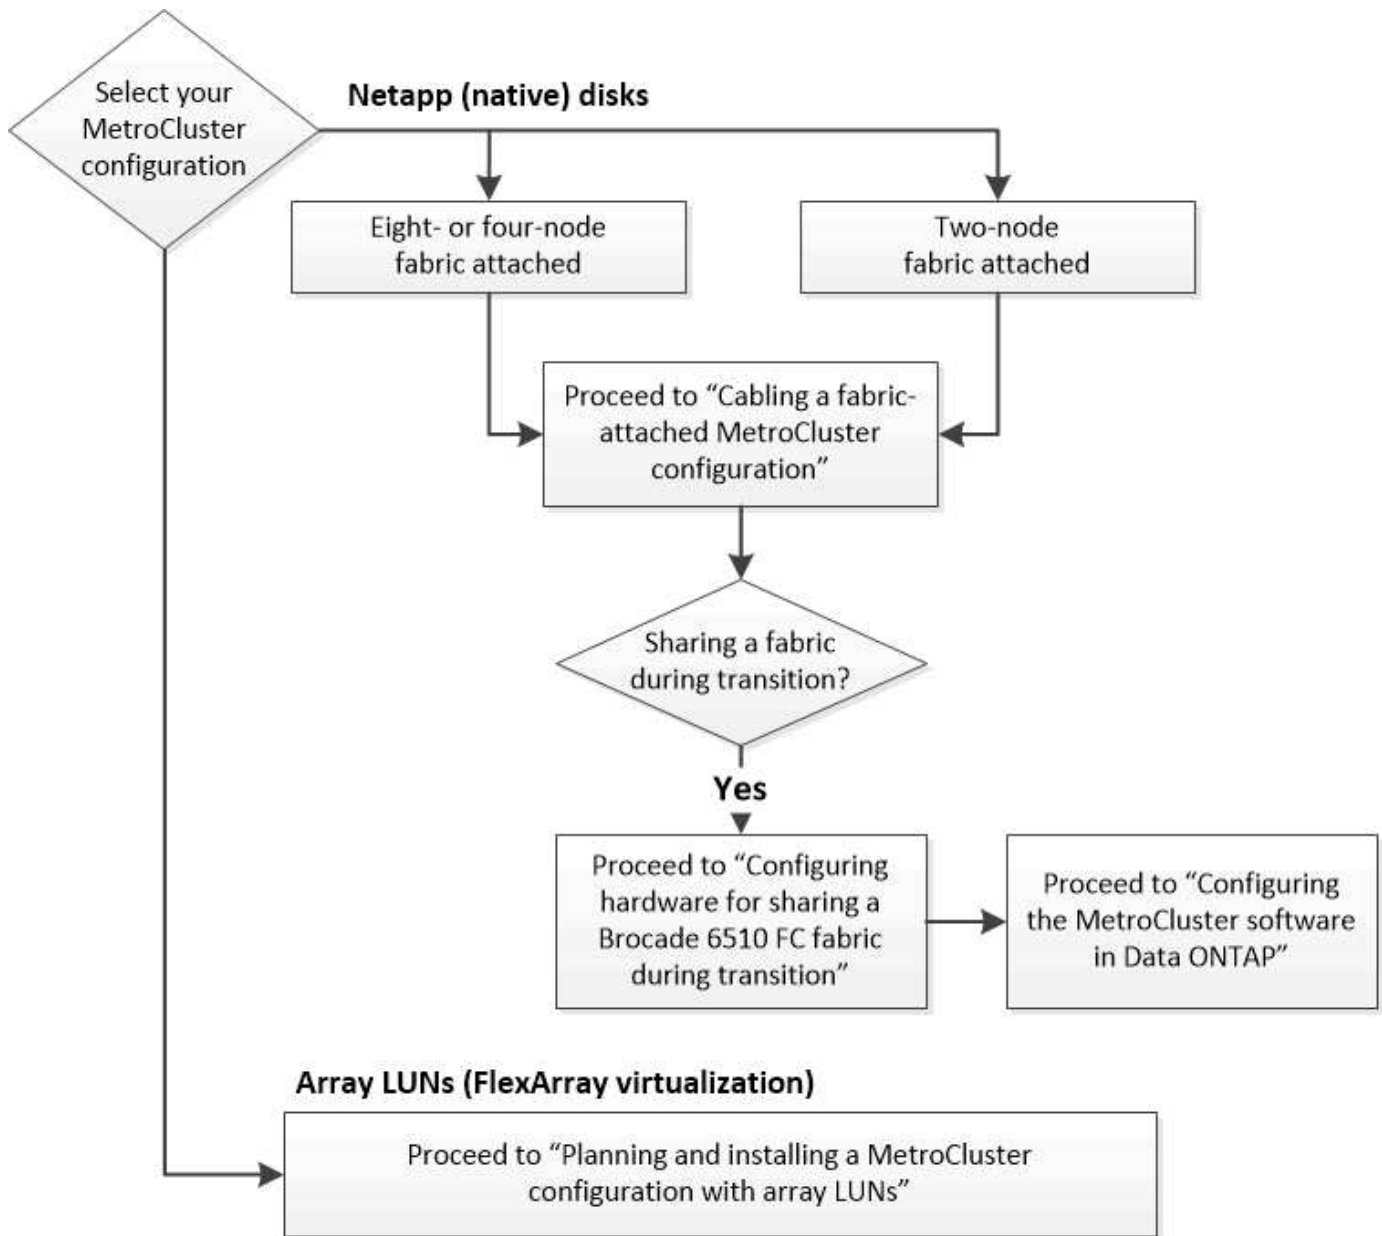 Select your
MetroCluster
configuration
Netapp (native) disks
Eight- or four-node
fabric attached
Two-node
fabric attached
Proceed to “Cabling a fabric-
attached MetroCluster
configuration”
Sharing a fabric
during transition?
Yes
Proceed to “Configuring
hardware for sharing a
Brocade 6510 FC fabric
during transition”
Proceed to “Configuring
the MetroCluster software
in Data ONTAP”
Array LUNs (FlexArray virtualization)
Proceed to “Planning and installing a MetroCluster
configuration with array LUNs”